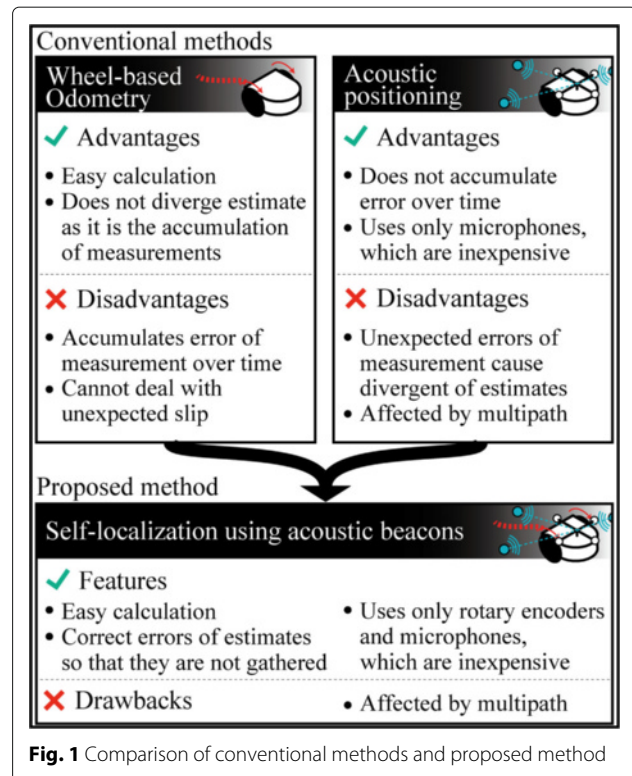 Conventional methods
Wheel-based
Odometry
✓ Advantages
• Easy calculation
• Does not diverge estimate
as it is the accumulation
of measurements
✗ Disadvantages
• Accumulates error of
measurement over time
• Cannot deal with
unexpected slip
Acoustic
positioning
✓ Advantages
• Does not accumulate
error over time
• Uses only microphones,
which are inexpensive
✗ Disadvantages
• Unexpected errors of
measurement cause
divergent of estimates
• Affected by multipath
Proposed method
Self-localization using acoustic beacons
✓ Features
• Easy calculation
• Correct errors of estimates
so that they are not gathered
• Uses only rotary encoders
and microphones,
which are inexpensive
✗ Drawbacks
• Affected by multipath
Fig. 1 Comparison of conventional methods and proposed method